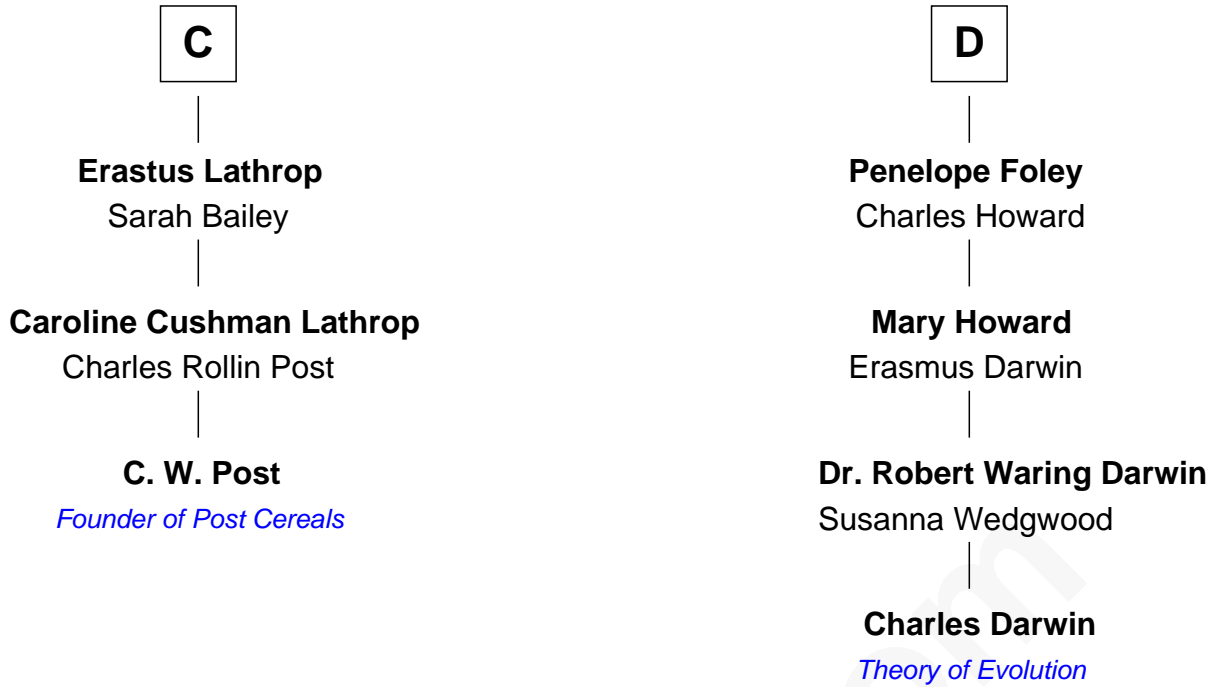 C
Erastus Lathrop
Sarah Bailey
Caroline Cushman Lathrop
Charles Rollin Post
C. W. Post
Founder of Post Cereals
D
Penelope Foley
Charles Howard
Mary Howard
Erasmus Darwin
Dr. Robert Waring Darwin
Susanna Wedgwood
Charles Darwin
Theory of Evolution